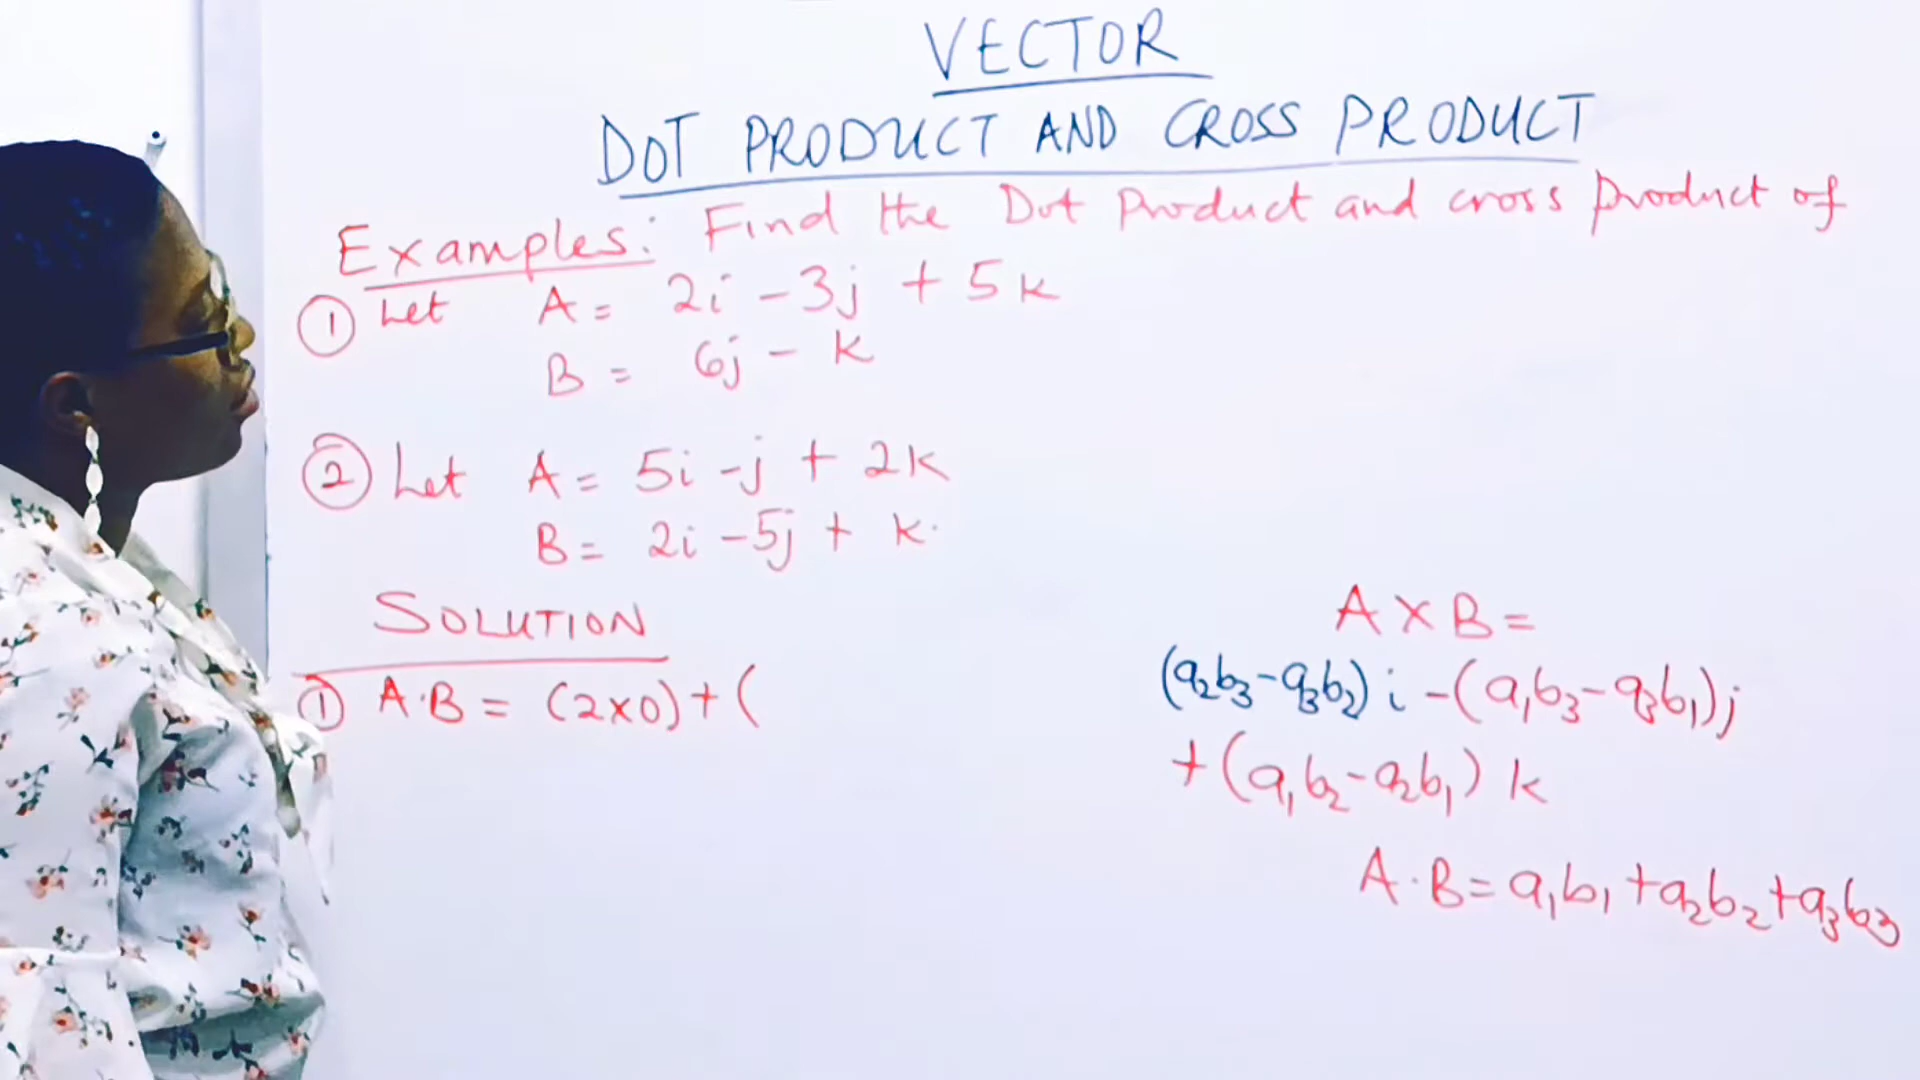 VECTOR
DOT PRODUCT AND CROSS PRODUCT
Examples: Find the Dot Product and cross product of
① Let A = 2i - 3j + 5k
B = 6j - k
② Let A = 5i - j + 2k
B = 2i - 5j + k.
SOLUTION
① A·B = (2x0) + (
A x B =
(a₂b₃ - a₃b₂) i - (a₁b₃ - a₃b₁)j
+ (a₁b₂ - a₂b₁) k
A·B = a₁b₁ + a₂b₂ + a₃b₃